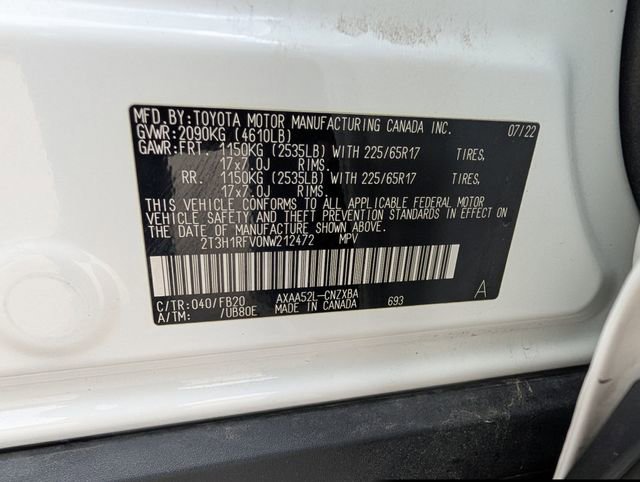 MFD.BY:TOYOTA MOTOR MANUFACTURING CANADA INC. 07/22
GVWR:2090KG (4610LB)
GAWR:FRT. 1150KG (2535LB) WITH 225/65R17 TIRES,
17x7.0J RIMS.
RR. 1150KG (2535LB) WITH 225/65R17 TIRES,
17x7.0J RIMS
THIS VEHICLE CONFORMS TO ALL APPLICABLE FEDERAL MOTOR
VEHICLE SAFETY AND THEFT PREVENTION STANDARDS IN EFFECT ON
THE DATE OF MANUFACTURE SHOWN ABOVE.
2T3H1RFV0NW212472 MPV
C/TR:040/FB20 AXAA52L-CNZXBA A
A/TM: /UB80E MADE IN CANADA 693